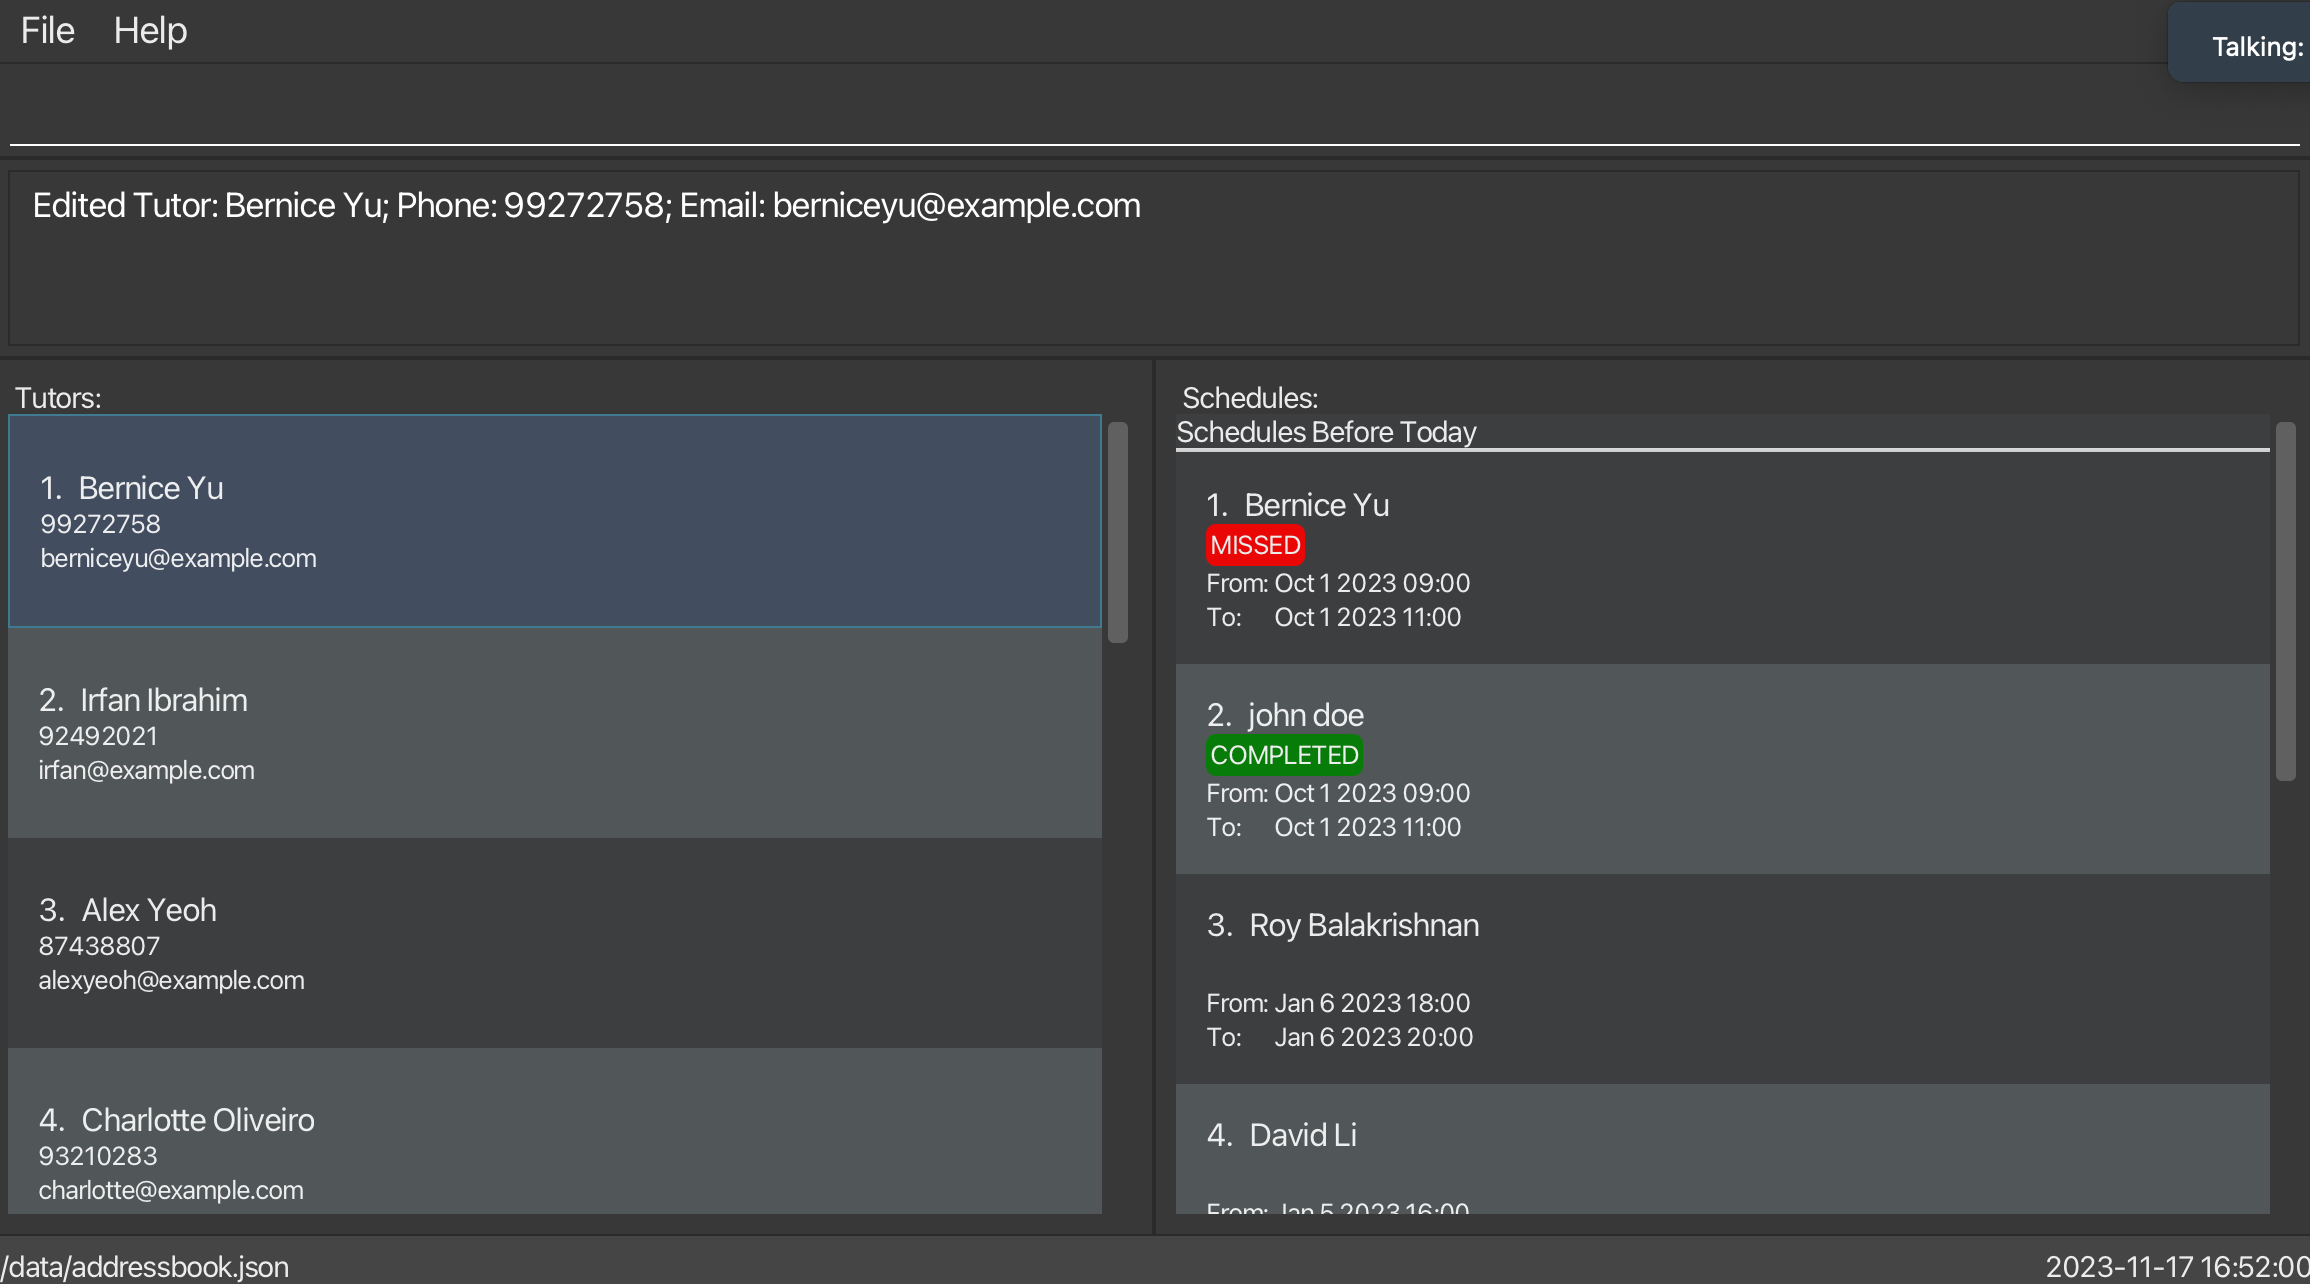 File Help
Talking:
Edited Tutor: Bernice Yu; Phone: 99272758; Email: berniceyu@example.com
Tutors:
1. Bernice Yu
99272758
berniceyu@example.com
2. Irfan Ibrahim
92492021
irfan@example.com
3. Alex Yeoh
87438807
alexyeoh@example.com
4. Charlotte Oliveiro
93210283
charlotte@example.com
Schedules:
Schedules Before Today
1. Bernice Yu
MISSED
From: Oct 1 2023 09:00
To: Oct 1 2023 11:00
2. john doe
COMPLETED
From: Oct 1 2023 09:00
To: Oct 1 2023 11:00
3. Roy Balakrishnan
From: Jan 6 2023 18:00
To: Jan 6 2023 20:00
4. David Li
From: Jan 5 2023 16:00
/data/addressbook.json
2023-11-17 16:52:00